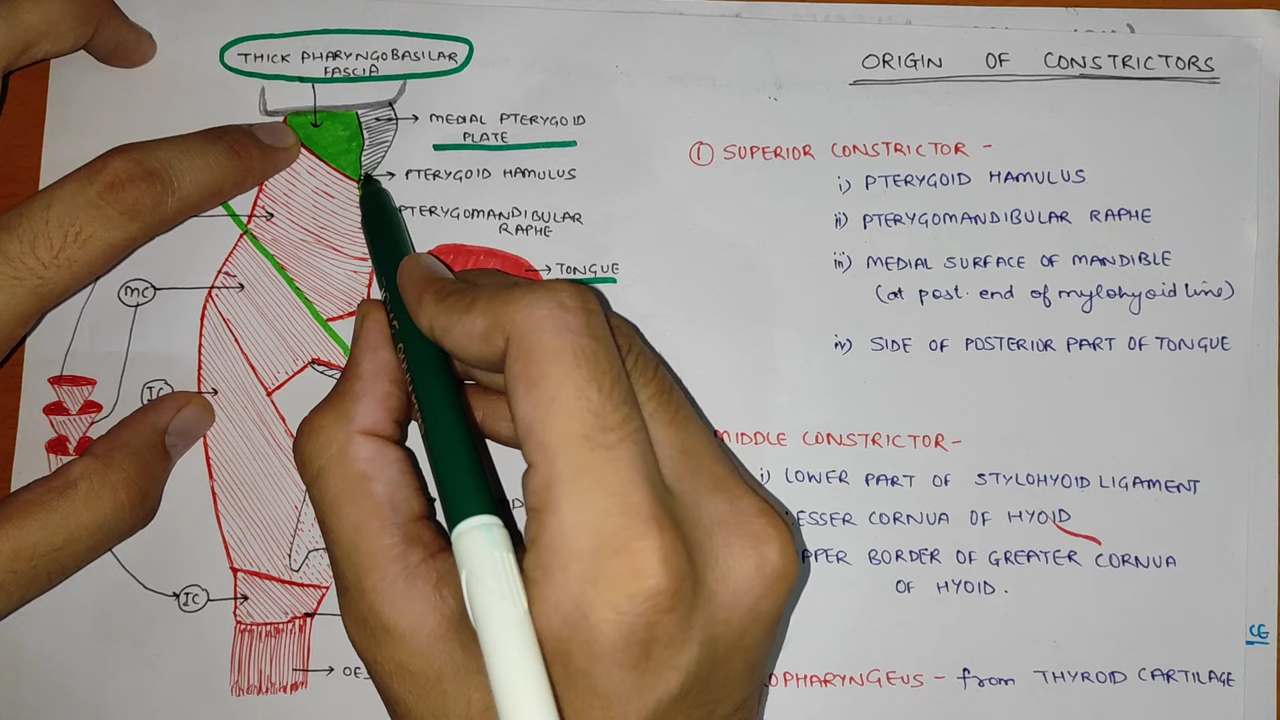 THICK PHARYNGOBASILAR
FASCIA
MEDIAL PTERYGOID
PLATE
PTERYGOID HAMULUS
PTERYGOMANDIBULAR
RAPHE
TONGUE
MC
IC
IC
ORIGIN OF CONSTRICTORS
① SUPERIOR CONSTRICTOR -
i) PTERYGOID HAMULUS
ii) PTERYGOMANDIBULAR RAPHE
iii) MEDIAL SURFACE OF MANDIBLE
(at post. end of mylohyoid line)
iv) SIDE OF POSTERIOR PART OF TONGUE
MIDDLE CONSTRICTOR-
i) LOWER PART OF STYLOHYOID LIGAMENT
ESSER CORNUA OF HYOID
PPER BORDER OF GREATER CORNUA
OF HYOID.
OPHARYNGEUS - from THYROID CARTILAGE
CG